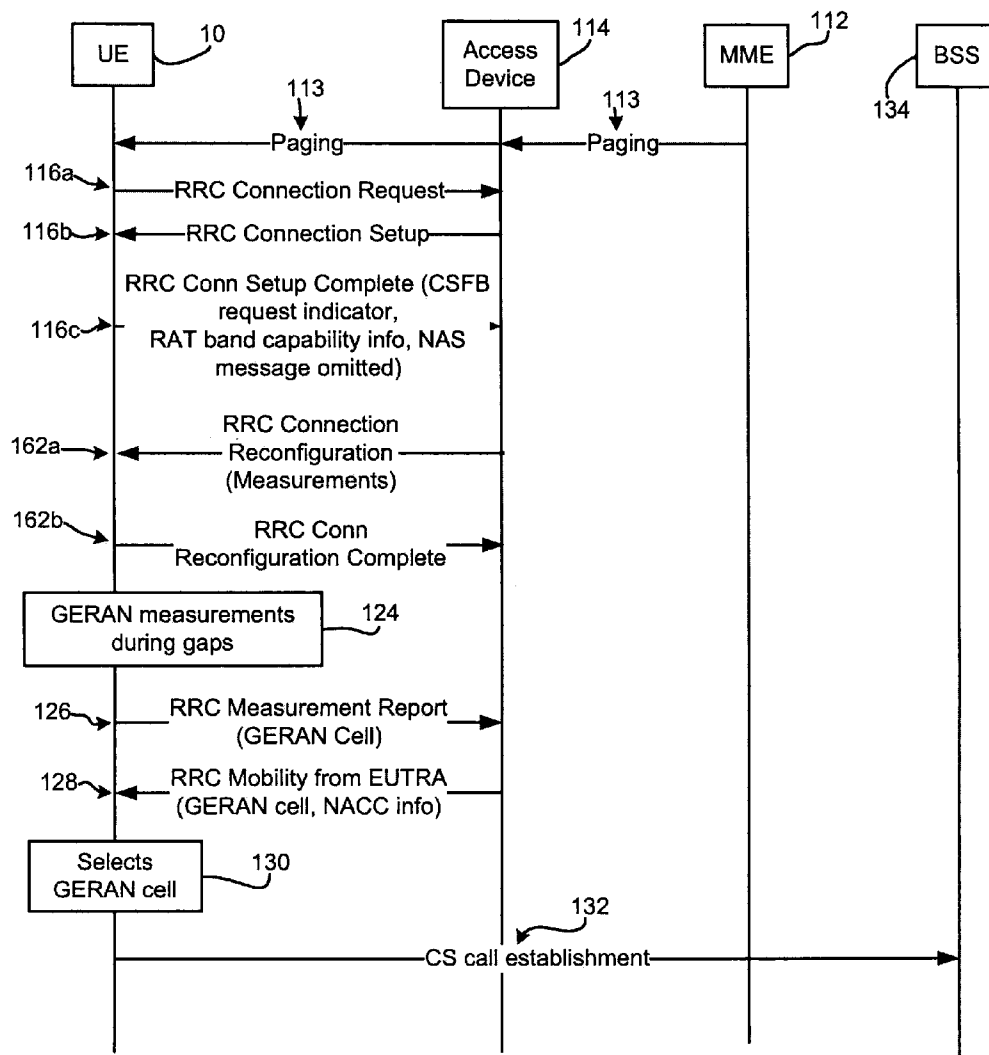 UE
10
Access
Device
114
MME
112
BSS
134
113
113
Paging
Paging
116a
RRC Connection Request
116b
RRC Connection Setup
RRC Conn Setup Complete (CSFB
request indicator,
116c
RAT band capability info, NAS
message omitted)
RRC Connection
162a
Reconfiguration
(Measurements)
162b
RRC Conn
Reconfiguration Complete
GERAN measurements
during gaps
124
126
RRC Measurement Report
(GERAN Cell)
128
RRC Mobility from EUTRA
(GERAN cell, NACC info)
Selects
GERAN cell
130
132
CS call establishment